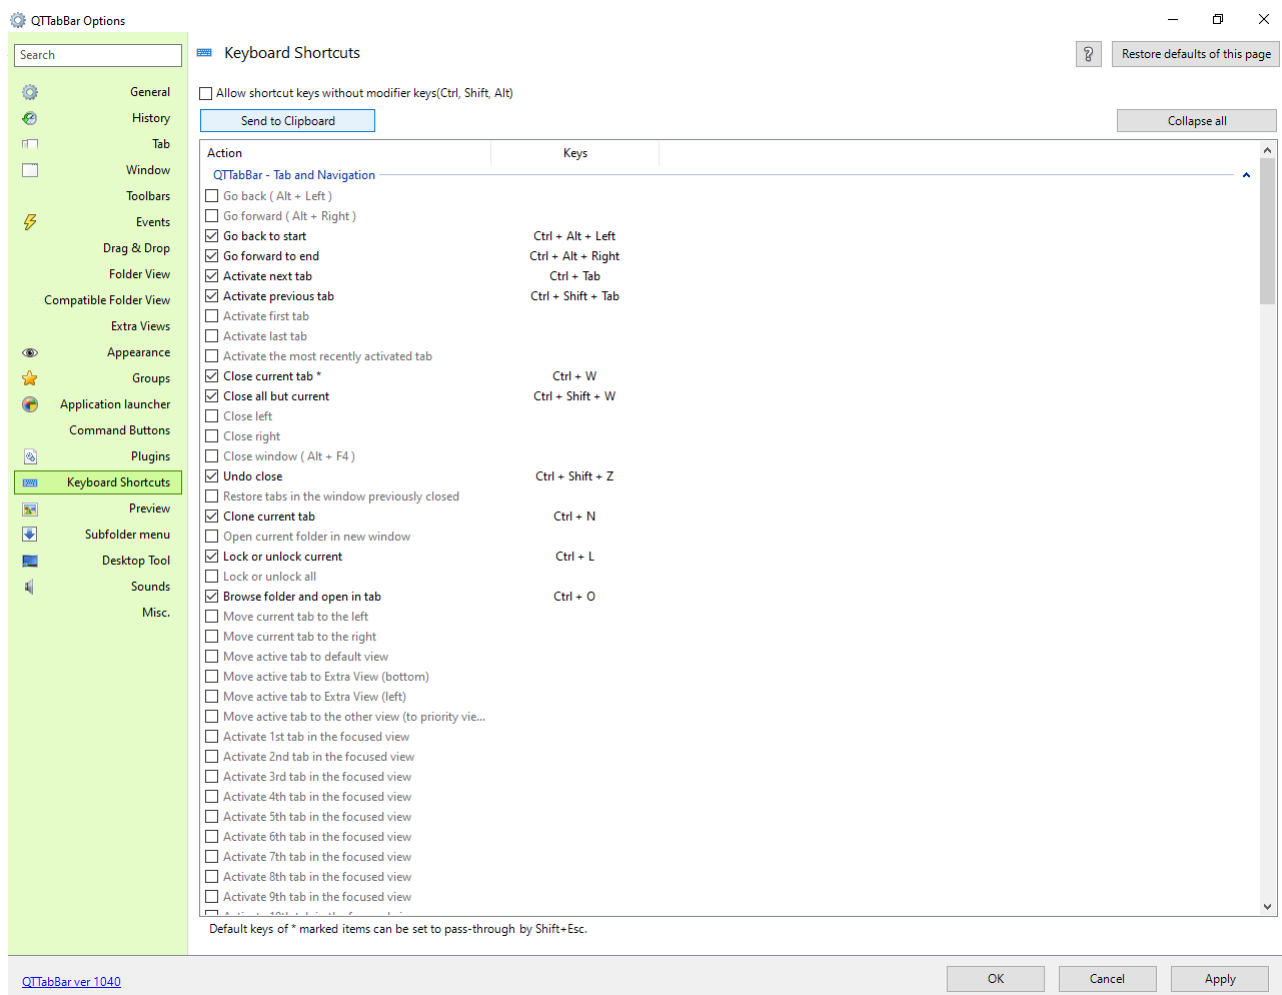 QTTabBar Options
Search
General
History
Tab
Window
Toolbars
Events
Drag & Drop
Folder View
Compatible Folder View
Extra Views
Appearance
Groups
Application launcher
Command Buttons
Plugins
Keyboard Shortcuts
Preview
Subfolder menu
Desktop Tool
Sounds
Misc.
QTTabBar ver 1040
Keyboard Shortcuts
?
Restore defaults of this page
Allow shortcut keys without modifier keys(Ctrl, Shift, Alt)
Send to Clipboard
Collapse all
Action Keys
QTTabBar - Tab and Navigation
Go back ( Alt + Left )
Go forward ( Alt + Right )
Go back to start Ctrl + Alt + Left
Go forward to end Ctrl + Alt + Right
Activate next tab Ctrl + Tab
Activate previous tab Ctrl + Shift + Tab
Activate first tab
Activate last tab
Activate the most recently activated tab
Close current tab * Ctrl + W
Close all but current Ctrl + Shift + W
Close left
Close right
Close window ( Alt + F4 )
Undo close Ctrl + Shift + Z
Restore tabs in the window previously closed
Clone current tab Ctrl + N
Open current folder in new window
Lock or unlock current Ctrl + L
Lock or unlock all
Browse folder and open in tab Ctrl + O
Move current tab to the left
Move current tab to the right
Move active tab to default view
Move active tab to Extra View (bottom)
Move active tab to Extra View (left)
Move active tab to the other view (to priority vie...
Activate 1st tab in the focused view
Activate 2nd tab in the focused view
Activate 3rd tab in the focused view
Activate 4th tab in the focused view
Activate 5th tab in the focused view
Activate 6th tab in the focused view
Activate 7th tab in the focused view
Activate 8th tab in the focused view
Activate 9th tab in the focused view
Default keys of * marked items can be set to pass-through by Shift+Esc.
OK
Cancel
Apply